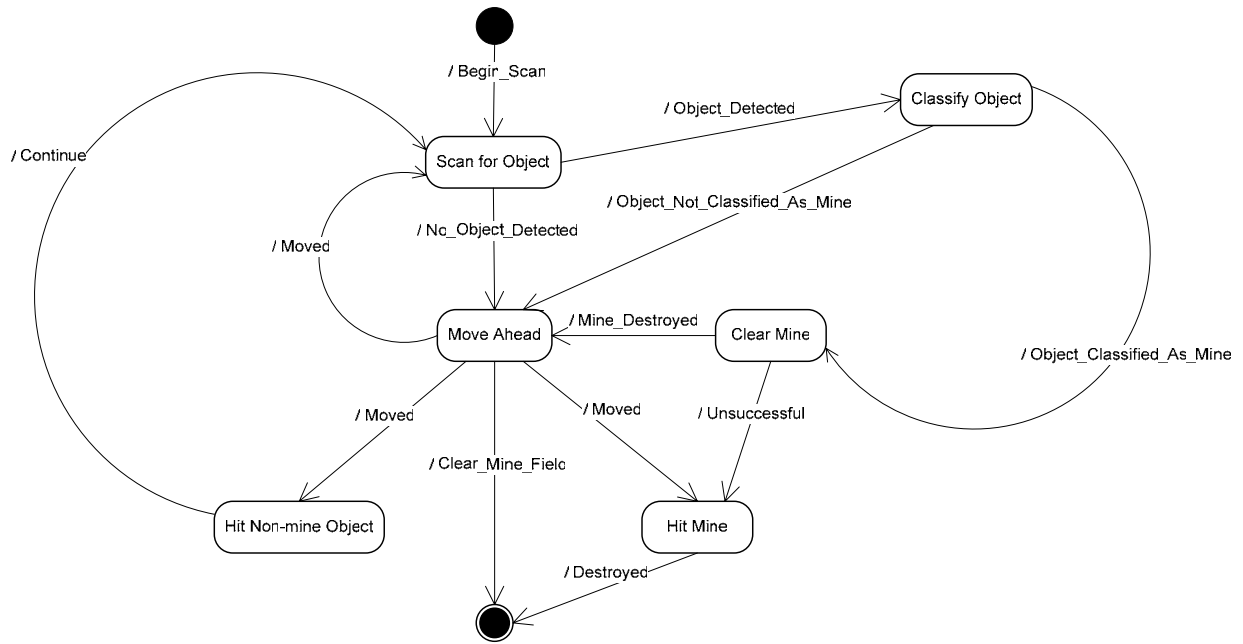 / Begin_Scan
Classify Object
/ Object_Detected
/ Continue
Scan for Object
/ Object_Not_Classified_As_Mine
/ No_Object_Detected
/ Moved
/ Mine_Destroyed
Move Ahead
Clear Mine
/ Object_Classified_As_Mine
/ Moved
/ Moved
/ Unsuccessful
/ Clear_Mine_Field
Hit Non-mine Object
Hit Mine
/ Destroyed